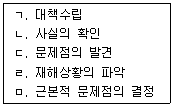 ㄱ. 대책수립
ㄴ. 사실의 확인
ㄷ. 문제점의 발견
ㄹ. 재해상황의 파악
ㅁ. 근본적 문제점의 결정